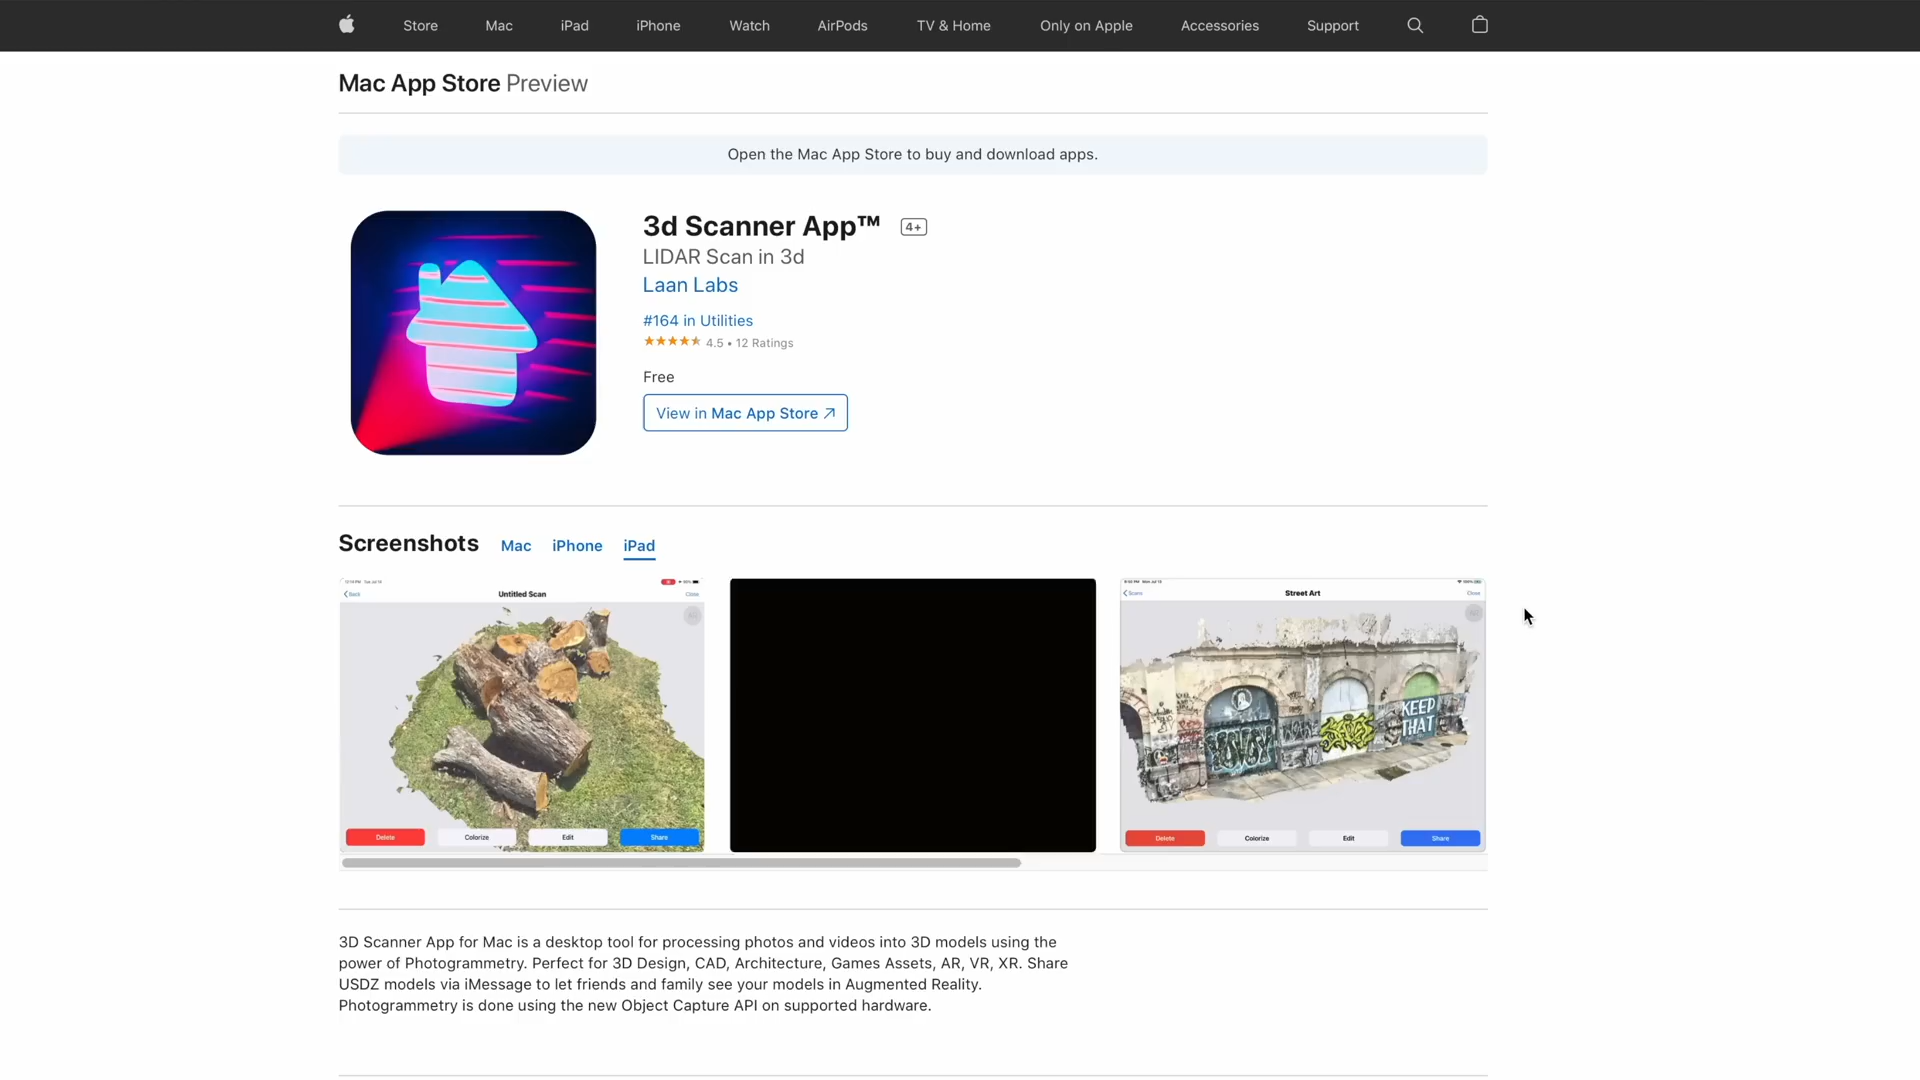 Store Mac iPad iPhone Watch AirPods TV & Home Only on Apple Accessories Support
Mac App Store Preview
Open the Mac App Store to buy and download apps.
3d Scanner App™ 4+
LIDAR Scan in 3d
Laan Labs
#164 in Utilities
4.5 • 12 Ratings
Free
View in Mac App Store
Screenshots Mac iPhone iPad
Back Untitled Scan Close
Delete Colorize Edit Share
Scans Street Art Close
KEEP
THAT
Delete Colorize Edit Share
3D Scanner App for Mac is a desktop tool for processing photos and videos into 3D models using the
power of Photogrammetry. Perfect for 3D Design, CAD, Architecture, Games Assets, AR, VR, XR. Share
USDZ models via iMessage to let friends and family see your models in Augmented Reality.
Photogrammetry is done using the new Object Capture API on supported hardware.